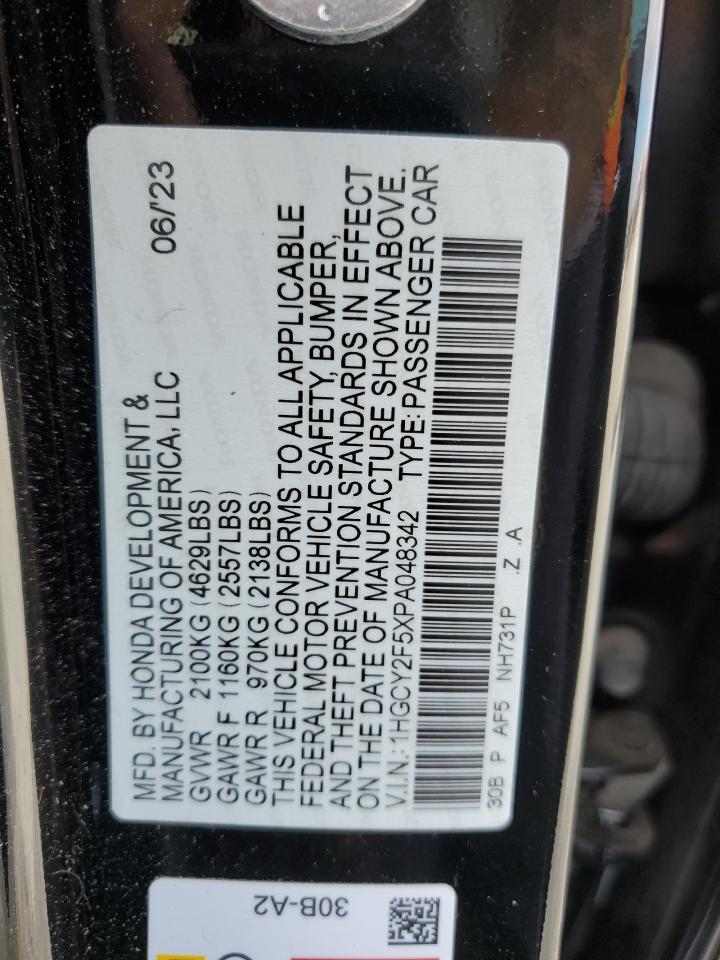 MFD. BY HONDA DEVELOPMENT & 06/'23
MANUFACTURING OF AMERICA, LLC
GVWR 2100KG (4629LBS)
GAWR F 1160KG (2557LBS)
GAWR R 970KG (2138LBS)
THIS VEHICLE CONFORMS TO ALL APPLICABLE
FEDERAL MOTOR VEHICLE SAFETY, BUMPER,
AND THEFT PREVENTION STANDARDS IN EFFECT
ON THE DATE OF MANUFACTURE SHOWN ABOVE.
V.I.N.: 1HGCY2F5XPA048342 TYPE: PASSENGER CAR
30B P AF5 NH731P .Z .A
30B-A2